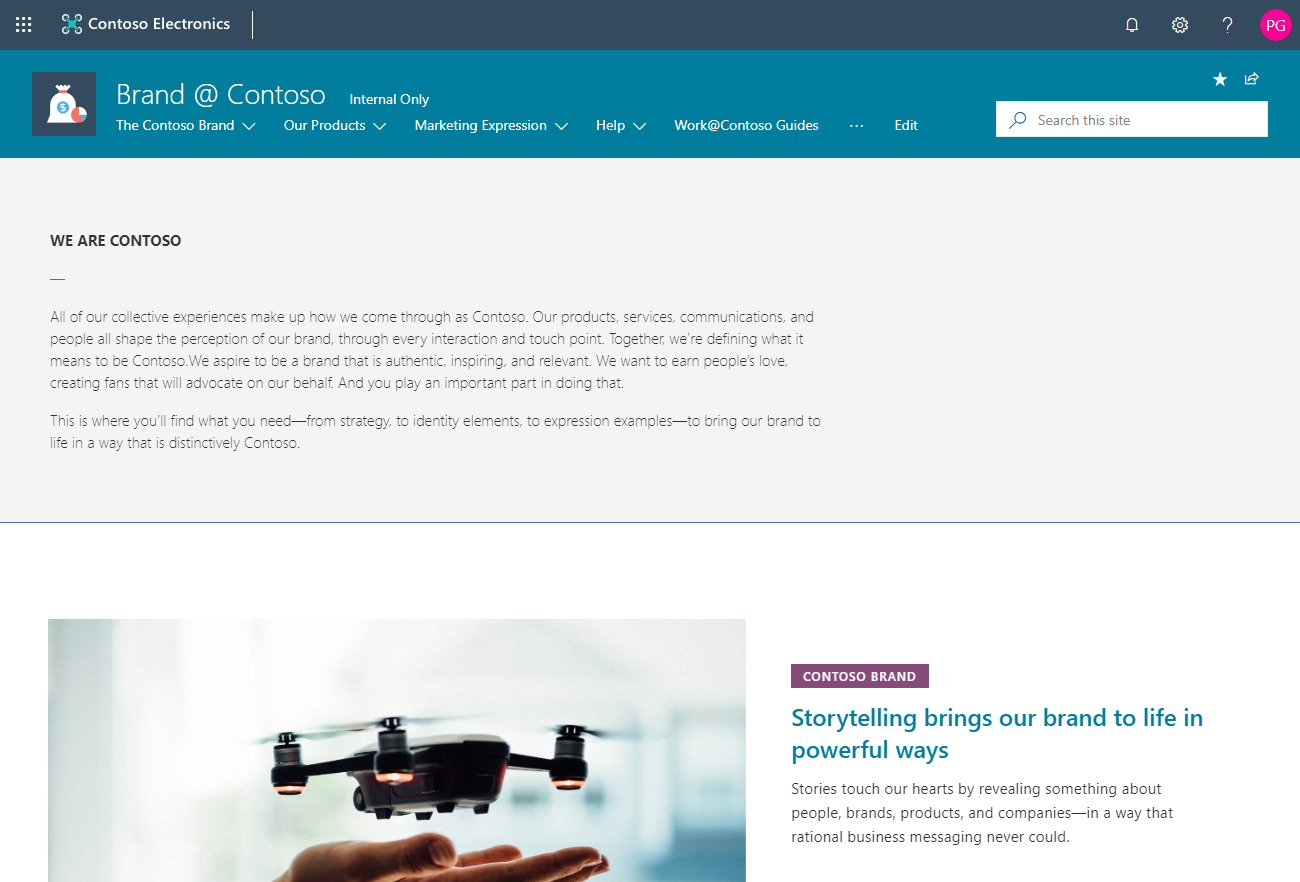 Contoso Electronics
PG
Brand @ Contoso
Internal Only
The Contoso Brand
Our Products
Marketing Expression
Help
Work@Contoso Guides
···
Edit
Search this site
WE ARE CONTOSO
—
All of our collective experiences make up how we come through as Contoso. Our products, services, communications, and
people all shape the perception of our brand, through every interaction and touch point. Together, we’re defining what it
means to be Contoso.We aspire to be a brand that is authentic, inspiring, and relevant. We want to earn people’s love,
creating fans that will advocate on our behalf. And you play an important part in doing that.
This is where you’ll find what you need—from strategy, to identity elements, to expression examples—to bring our brand to
life in a way that is distinctively Contoso.
CONTOSO BRAND
Storytelling brings our brand to life in
powerful ways
Stories touch our hearts by revealing something about
people, brands, products, and companies—in a way that
rational business messaging never could.